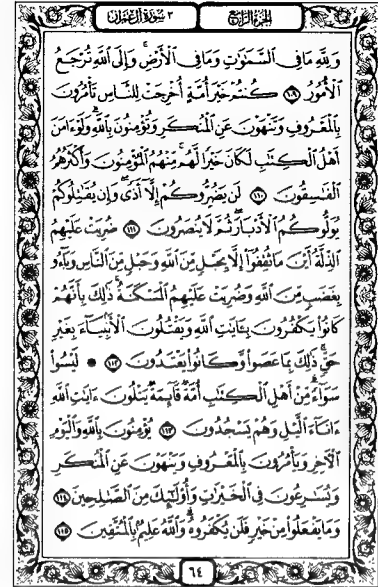 الجزء الرابع
٣ سورة آل عمران
وَلِلَّهِ مَا فِي السَّمَٰوَٰتِ وَمَا فِي الْأَرْضِ ۚ وَإِلَى اللَّهِ تُرْجَعُ
الْأُمُورُ ١٠٩ كُنتُمْ خَيْرَ أُمَّةٍ أُخْرِجَتْ لِلنَّاسِ تَأْمُرُونَ
بِالْمَعْرُوفِ وَتَنْهَوْنَ عَنِ الْمُنكَرِ وَتُؤْمِنُونَ بِاللَّهِ ۗ وَلَوْ ءَامَنَ
أَهْلُ الْكِتَٰبِ لَكَانَ خَيْرًا لَّهُم ۚ مِّنْهُمُ الْمُؤْمِنُونَ وَأَكْثَرُهُمُ
الْفَٰسِقُونَ ١١٠ لَن يَضُرُّوكُمْ إِلَّا أَذًى ۖ وَإِن يُقَٰتِلُوكُمْ
يُوَلُّوكُمُ الْأَدْبَارَ ثُمَّ لَا يُنصَرُونَ ١١١ ضُرِبَتْ عَلَيْهِمُ
الذِّلَّةُ أَيْنَ مَا ثُقِفُوٓا۟ إِلَّا بِحَبْلٍ مِّنَ اللَّهِ وَحَبْلٍ مِّنَ النَّاسِ وَبَآءُو
بِغَضَبٍ مِّنَ اللَّهِ وَضُرِبَتْ عَلَيْهِمُ الْمَسْكَنَةُ ۚ ذَٰلِكَ بِأَنَّهُمْ
كَانُوا۟ يَكْفُرُونَ بِـَٔايَٰتِ اللَّهِ وَيَقْتُلُونَ الْأَنۢبِيَآءَ بِغَيْرِ
حَقٍّ ۚ ذَٰلِكَ بِمَا عَصَوا۟ وَّكَانُوا۟ يَعْتَدُونَ ١١٢ ۞ لَيْسُوا۟
سَوَآءً ۗ مِّنْ أَهْلِ الْكِتَٰبِ أُمَّةٌ قَآئِمَةٌ يَتْلُونَ ءَايَٰتِ اللَّهِ
ءَانَآءَ الَّيْلِ وَهُمْ يَسْجُدُونَ ١١٣ يُؤْمِنُونَ بِاللَّهِ وَالْيَوْمِ
الْءَاخِرِ وَيَأْمُرُونَ بِالْمَعْرُوفِ وَيَنْهَوْنَ عَنِ الْمُنكَرِ
وَيُسَٰرِعُونَ فِي الْخَيْرَٰتِ وَأُو۟لَٰٓئِكَ مِنَ الصَّٰلِحِينَ ١١٤
وَمَا يَفْعَلُوا۟ مِنْ خَيْرٍ فَلَن يُكْفَرُوهُ ۗ وَاللَّهُ عَلِيمٌۢ بِالْمُتَّقِينَ ١١٥
٦٤